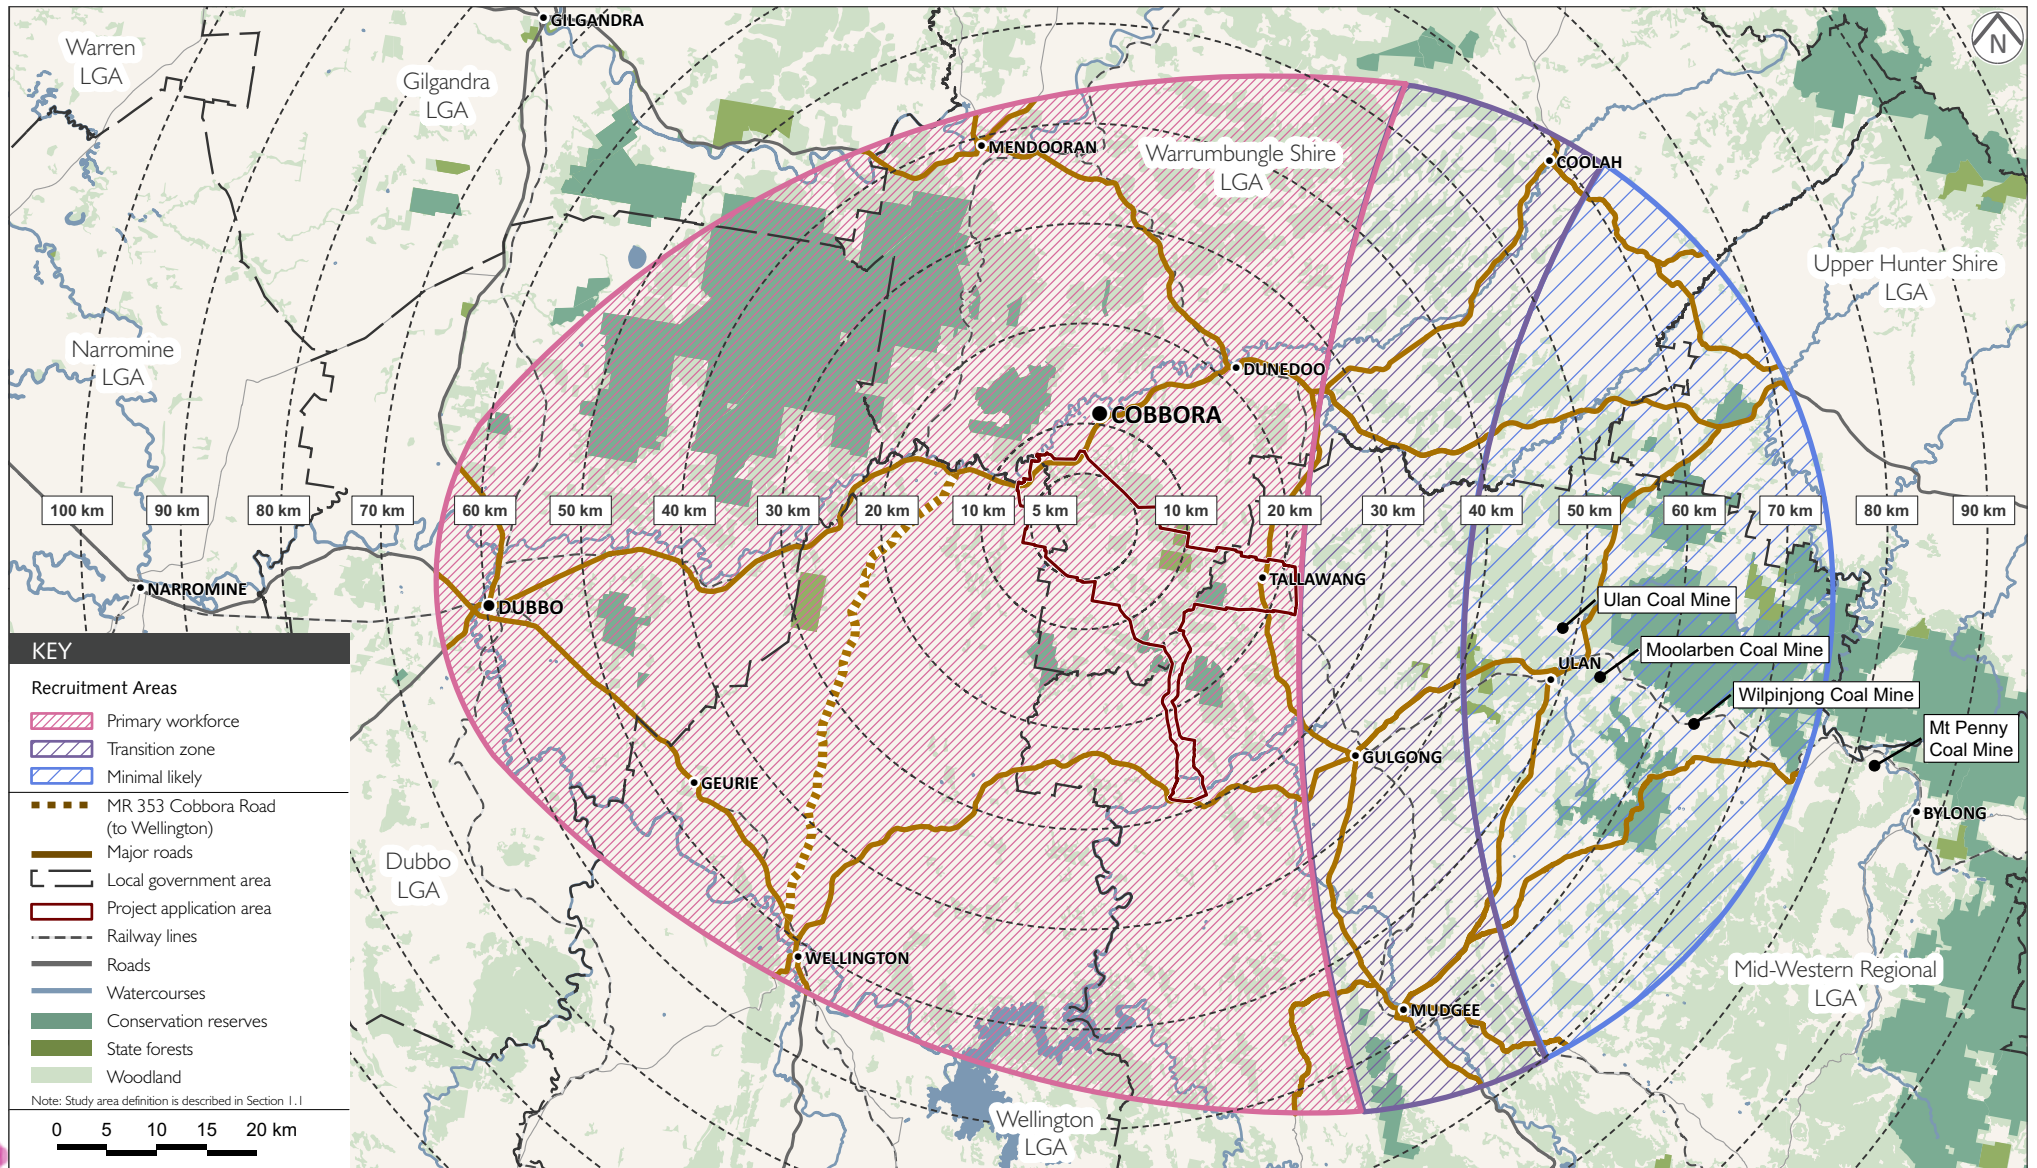 GILGANDRA
N
Warren
LGA
Gilgandra
LGA
MENDOORAN
Warrumbungle Shire
LGA
COOLAH
Upper Hunter Shire
LGA
Narromine
LGA
DUNEDOO
COBBORA
100 km
90 km
80 km
70 km
60 km
50 km
40 km
30 km
20 km
10 km
5 km
10 km
20 km
30 km
40 km
50 km
60 km
70 km
80 km
90 km
NARROMINE
DUBBO
TALLAWANG
Ulan Coal Mine
Moolarben Coal Mine
ULAN
Wilpinjong Coal Mine
Mt Penny
Coal Mine
GULGONG
GEURIE
BYLONG
Dubbo
LGA
WELLINGTON
Mid-Western Regional
LGA
MUDGEE
Wellington
LGA
KEY
Recruitment Areas
Primary workforce
Transition zone
Minimal likely
MR 353 Cobbora Road
(to Wellington)
Major roads
Local government area
Project application area
Railway lines
Roads
Watercourses
Conservation reserves
State forests
Woodland
Note: Study area definition is described in Section 1.1
0 5 10 15 20 km